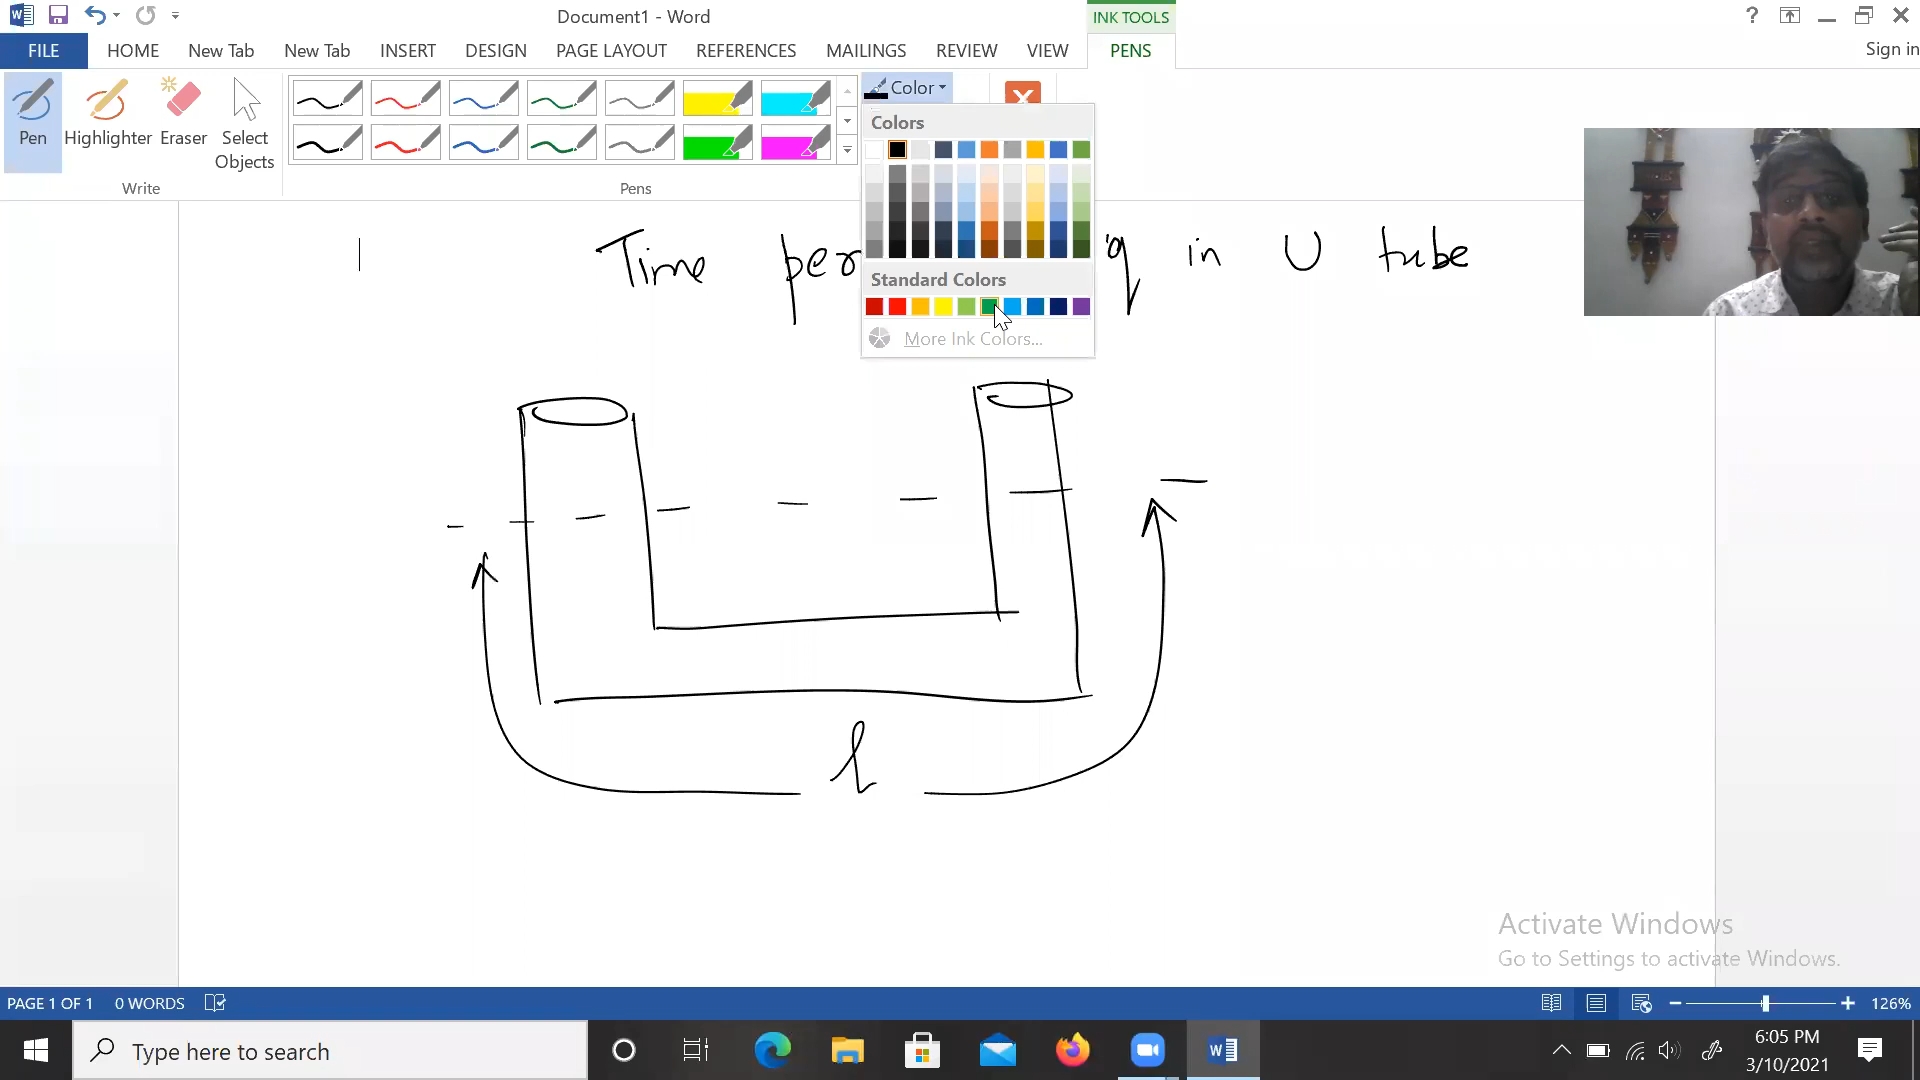 Document1 - Word
INK TOOLS
?
FILE HOME New Tab New Tab INSERT DESIGN PAGE LAYOUT REFERENCES MAILINGS REVIEW VIEW PENS Sign in
Pen Highlighter Eraser Select Objects
Color
Write Pens
Colors
Standard Colors
More Ink Colors...
Time per q in U tube
l
Activate Windows
Go to Settings to activate Windows.
PAGE 1 OF 1 0 WORDS 126%
Type here to search
6:05 PM
3/10/2021